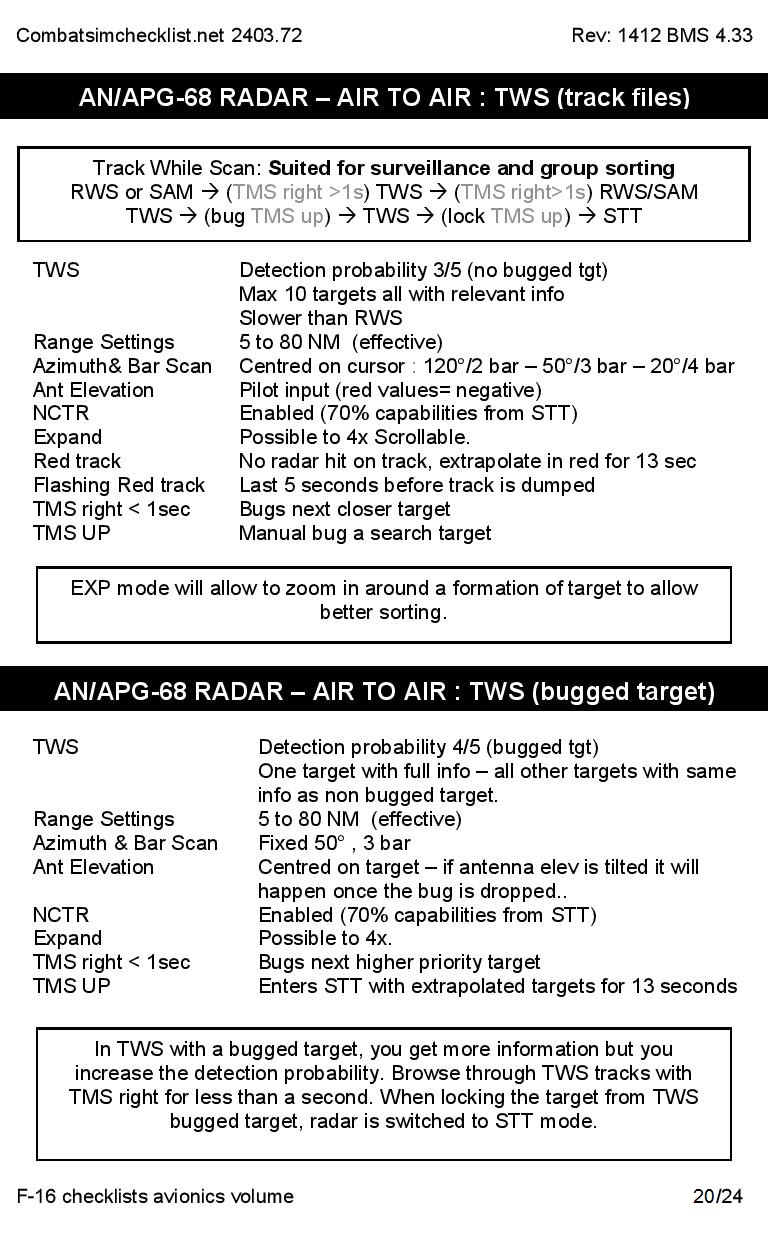 Combatsimchecklist.net 2403.72 Rev: 1412 BMS 4.33
AN/APG-68 RADAR – AIR TO AIR : TWS (track files)
Track While Scan: Suited for surveillance and group sorting
RWS or SAM → (TMS right >1s) TWS → (TMS right>1s) RWS/SAM
TWS → (bug TMS up) → TWS → (lock TMS up) → STT
TWS Detection probability 3/5 (no bugged tgt)
Max 10 targets all with relevant info
Slower than RWS
Range Settings 5 to 80 NM (effective)
Azimuth& Bar Scan Centred on cursor : 120°/2 bar – 50°/3 bar – 20°/4 bar
Ant Elevation Pilot input (red values= negative)
NCTR Enabled (70% capabilities from STT)
Expand Possible to 4x Scrollable.
Red track No radar hit on track, extrapolate in red for 13 sec
Flashing Red track Last 5 seconds before track is dumped
TMS right < 1sec Bugs next closer target
TMS UP Manual bug a search target
EXP mode will allow to zoom in around a formation of target to allow
better sorting.
AN/APG-68 RADAR – AIR TO AIR : TWS (bugged target)
TWS Detection probability 4/5 (bugged tgt)
One target with full info – all other targets with same
info as non bugged target.
Range Settings 5 to 80 NM (effective)
Azimuth & Bar Scan Fixed 50° , 3 bar
Ant Elevation Centred on target – if antenna elev is tilted it will
happen once the bug is dropped..
NCTR Enabled (70% capabilities from STT)
Expand Possible to 4x.
TMS right < 1sec Bugs next higher priority target
TMS UP Enters STT with extrapolated targets for 13 seconds
In TWS with a bugged target, you get more information but you
increase the detection probability. Browse through TWS tracks with
TMS right for less than a second. When locking the target from TWS
bugged target, radar is switched to STT mode.
F-16 checklists avionics volume 20/24